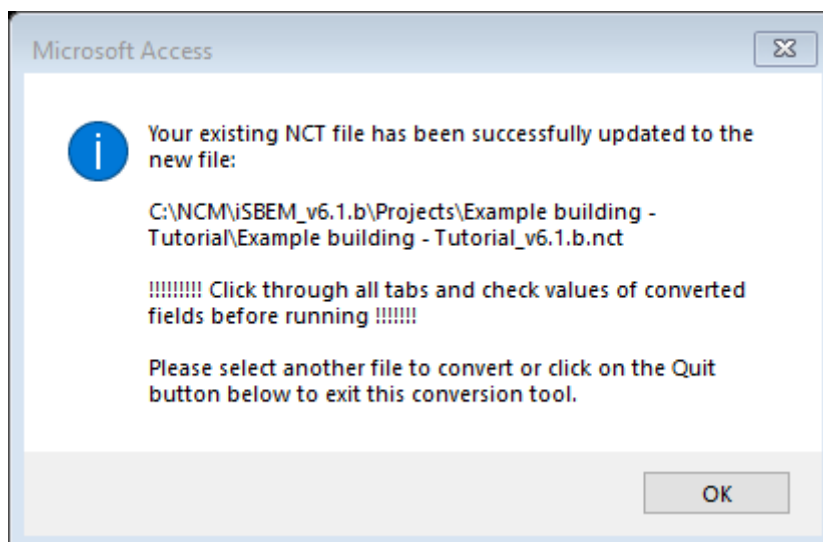 Microsoft Access
Your existing NCT file has been successfully updated to the
new file:
C:\NCM\iSBEM_v6.1.b\Projects\Example building -
Tutorial\Example building - Tutorial_v6.1.b.nct
!!!!!!!!! Click through all tabs and check values of converted
fields before running !!!!!!!
Please select another file to convert or click on the Quit
button below to exit this conversion tool.
OK